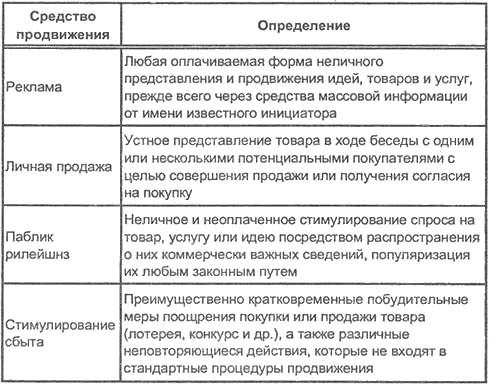 Средство продвижения
Определение
Реклама
Любая оплачиваемая форма неличного
представления и продвижения идей, товаров и услуг,
прежде всего через средства массовой информации
от имени известного инициатора
Личная продажа
Устное представление товара в ходе беседы с одним
или несколькими потенциальными покупателями с
целью совершения продажи или получения согласия
на покупку
Паблик
рилейшнз
Неличное и неоплаченное стимулирование спроса на
товар, услугу или идею посредством распространения
о них коммерчески важных сведений, популяризация
их любым законным путем
Стимулирование
сбыта
Преимущественно кратковременные побудительные
меры поощрения покупки или продажи товара
(лотерея, конкурс и др.), а также различные
неповторяющиеся действия, которые не входят в
стандартные процедуры продвижения